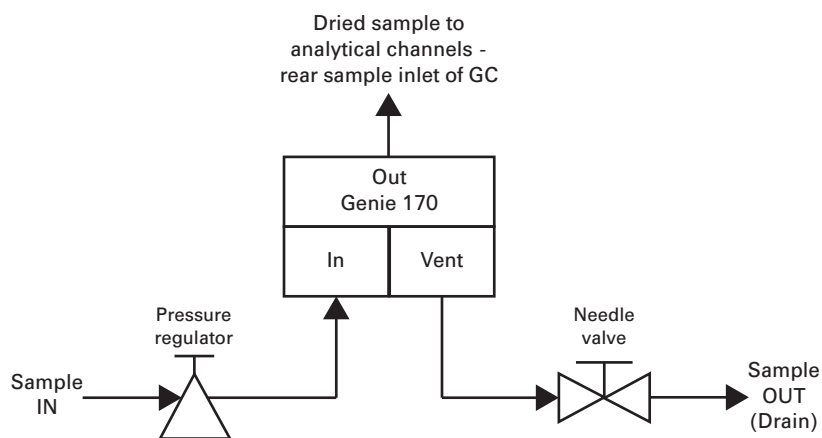 Dried sample to
analytical channels -
rear sample inlet of GC
Out
Genie 170
In
Vent
Pressure
regulator
Needle
valve
Sample
IN
Sample
OUT
(Drain)